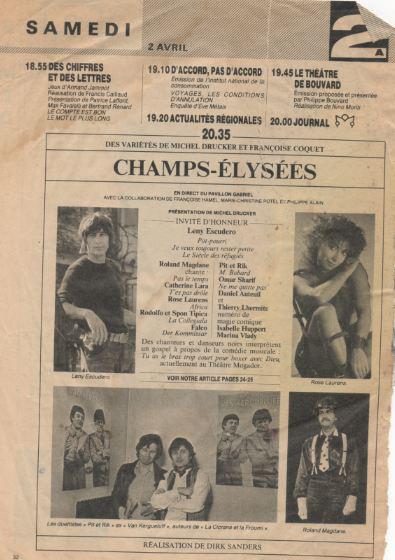 SAMEDI
2 AVRIL
2
A
18.55 DES CHIFFRES
ET DES LETTRES
Jeux d'Armand Jammot
Réalisation de Francis Caillaud
Présentation de Patrice Laffont,
Max Favalelli et Bertrand Renard
LE COMPTE EST BON
LE MOT LE PLUS LONG
19.10 D'ACCORD, PAS D'ACCORD
Émission de l'Institut national de la
consommation
VOYAGES, LES CONDITIONS
D'ANNULATION
Enquête d'Eve Metais
19.20 ACTUALITÉS RÉGIONALES
19.45 LE THÉÂTRE
DE BOUVARD
Émission proposée et présentée
par Philippe Bouvard
Réalisation de Nino Monti
20.00 JOURNAL
20.35
DES VARIÉTÉS DE MICHEL DRUCKER ET FRANÇOISE COQUET
CHAMPS-ÉLYSÉES
EN DIRECT DU PAVILLON GABRIEL
AVEC LA COLLABORATION DE FRANÇOISE HAMEL, MARIE-CHRISTINE POTEL ET PHILIPPE ALAIN
PRÉSENTATION DE MICHEL DRUCKER
INVITÉ D'HONNEUR
Leny Escudero
Pot-pourri
Je veux toujours rester petite
Le Siècle des réfugiés
Roland Magdane
chante :
Pas le temps
Catherine Lara
T'es pas drôle
Rose Laurens
Africa
Rodolfo et Spon Tipica
La Collegiala
Falco
Der Kommissar
Pit et Rik
M. Bobard
Omar Sharif
Ne me quitte pas
Daniel Auteuil
et
Thierry Lhermitte
numéro de
magie comique
Isabelle Huppert
Marina Vlady
Des chanteurs et danseurs noirs interprètent
un gospel à propos de la comédie musicale :
Tu as le bras trop court pour boxer avec Dieu,
actuellement au Théâtre Mogador.
VOIR NOTRE ARTICLE PAGES 24-25
Leny Escudero
Rose Laurens
Les duettistes « Pit et Rik » ex « Van Kerguelen », auteurs de « La Cicrane et la Froumi ».
Roland Magdane.
RÉALISATION DE DIRK SANDERS
32